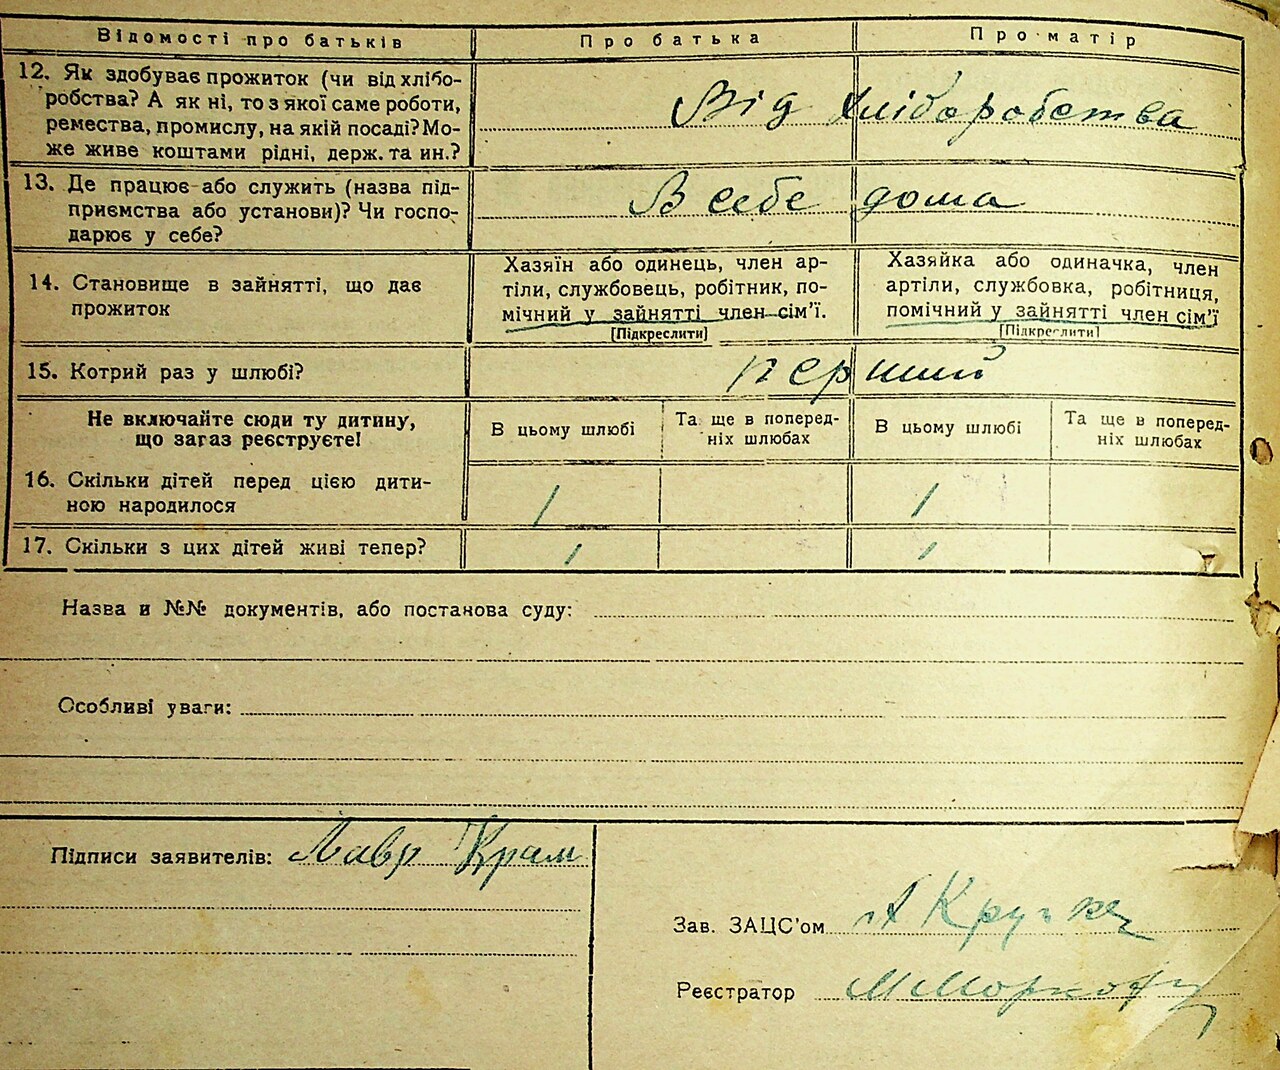 Відомості про батьків
Про батька
Про матір
12. Як здобуває прожиток (чи від хлібо-
робства? А як ні, то з якої саме роботи,
ремества, промислу, на якій посаді? Мо-
же живе коштами рідні, держ. та ин.?
Від хліборобства
13. Де працює або служить (назва під-
приємства або установи)? Чи госпо-
дарює у себе?
В себе дома
14. Становище в зайнятті, що дає
прожиток
Хазяїн або одинець, член ар-
тіли, службовець, робітник, по-
мічний у зайнятті член сім'ї.
[Підкреслити]
Хазяйка або одиначка, член
артіли, службовка, робітниця,
помічний у зайнятті член сім'ї
[Підкреслити]
15. Котрий раз у шлюбі?
перший
Не включайте сюди ту дитину,
що загаз реєструєте!
В цьому шлюбі
Та ще в поперед-
ніх шлюбах
В цьому шлюбі
Та ще в поперед-
ніх шлюбах
16. Скільки дітей перед цією дити-
ною народилося
1
1
17. Скільки з цих дітей живі тепер?
1
1
Назва и №№ документів, або постанова суду:
Особливі уваги:
Підписи заявителів: Лавр Крам
Зав. ЗАЦС'ом
Реєстратор